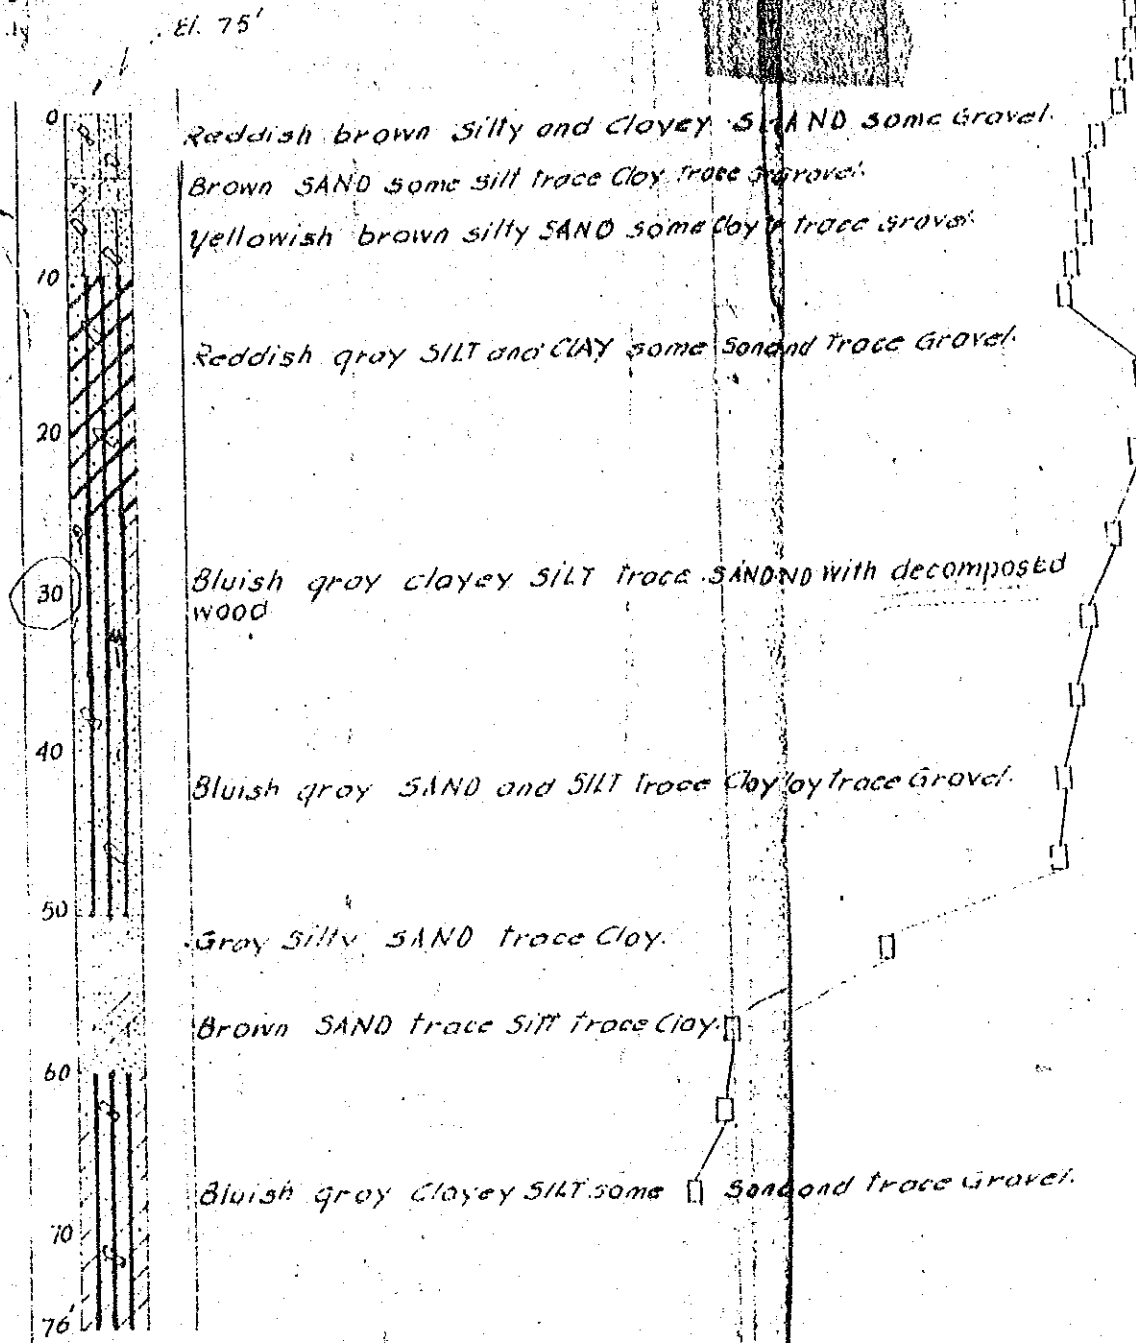 El. 75'
0
Reddish brown Silty and Clayey SAND some Gravel.
Brown SAND some silt trace Clay trace Gravel.
Yellowish brown silty SAND some Clay trace Gravel.
10
Reddish gray SILT and CLAY some Sand trace Gravel.
20
Bluish gray clayey SILT trace SAND with decomposed
wood
30
40
Bluish gray SAND and SILT trace Clay trace Gravel.
50
Gray Silty SAND trace Clay.
Brown SAND trace Silt trace Clay.
60
Bluish gray Clayey SILT some Sand trace Gravel.
70
76'